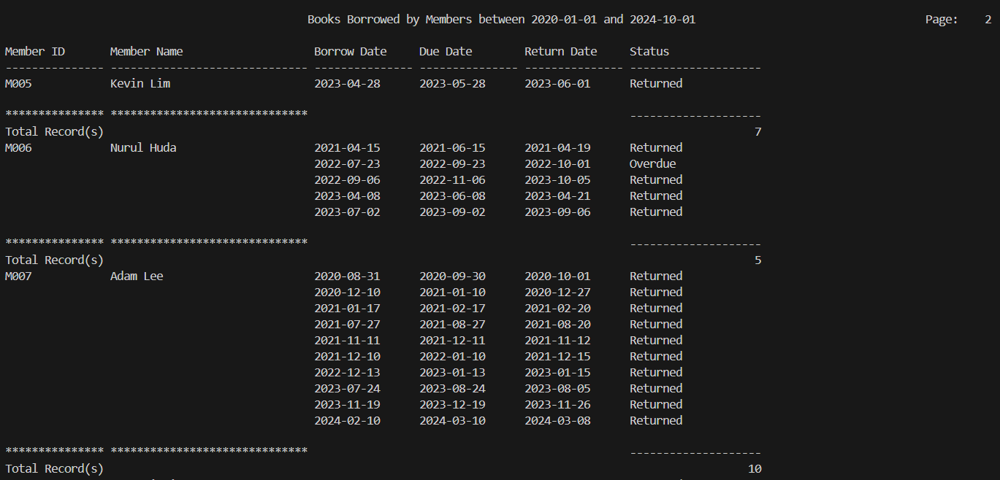 Books Borrowed by Members between 2020-01-01 and 2024-10-01 Page: 2
Member ID Member Name Borrow Date Due Date Return Date Status
--------------- ------------------------------ --------------- --------------- --------------- --------------------
M005 Kevin Lim 2023-04-28 2023-05-28 2023-06-01 Returned
*************** ****************************** --------------------
Total Record(s) 7
M006 Nurul Huda 2021-04-15 2021-06-15 2021-04-19 Returned
2022-07-23 2022-09-23 2022-10-01 Overdue
2022-09-06 2022-11-06 2023-10-05 Returned
2023-04-08 2023-06-08 2023-04-21 Returned
2023-07-02 2023-09-02 2023-09-06 Returned
*************** ****************************** --------------------
Total Record(s) 5
M007 Adam Lee 2020-08-31 2020-09-30 2020-10-01 Returned
2020-12-10 2021-01-10 2020-12-27 Returned
2021-01-17 2021-02-17 2021-02-20 Returned
2021-07-27 2021-08-27 2021-08-20 Returned
2021-11-11 2021-12-11 2021-11-12 Returned
2021-12-10 2022-01-10 2021-12-15 Returned
2022-12-13 2023-01-13 2023-01-15 Returned
2023-07-24 2023-08-24 2023-08-05 Returned
2023-11-19 2023-12-19 2023-11-26 Returned
2024-02-10 2024-03-10 2024-03-08 Returned
*************** ****************************** --------------------
Total Record(s) 10